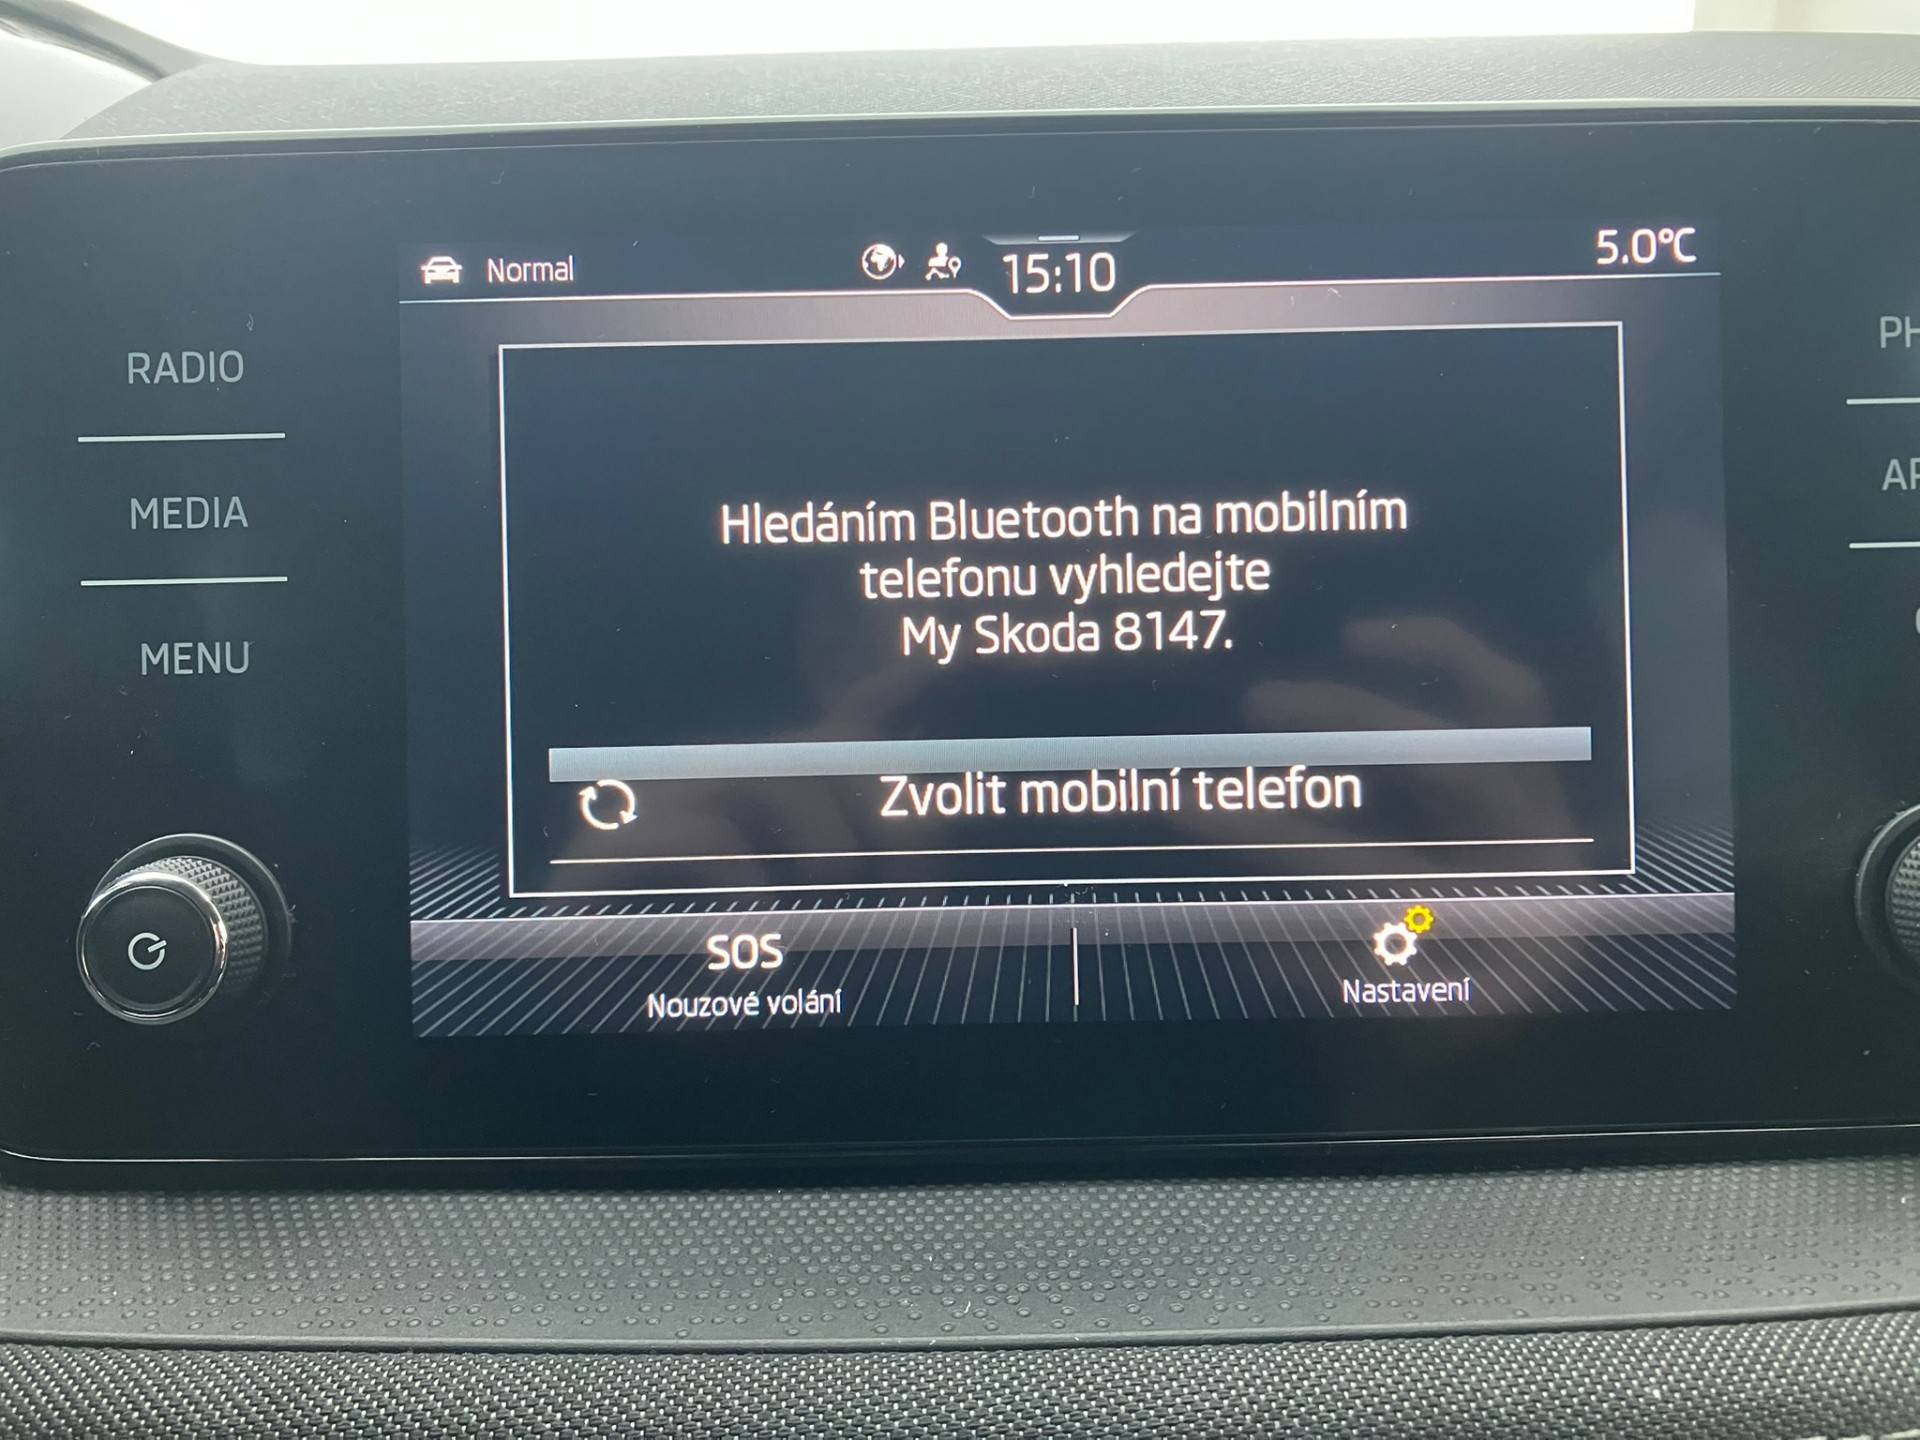 Normal
15:10
5.0°C
RADIO
MEDIA
MENU
Hledáním Bluetooth na mobilním
telefonu vyhledejte
My Skoda 8147.
Zvolit mobilní telefon
SOS
Nouzové volání
Nastavení